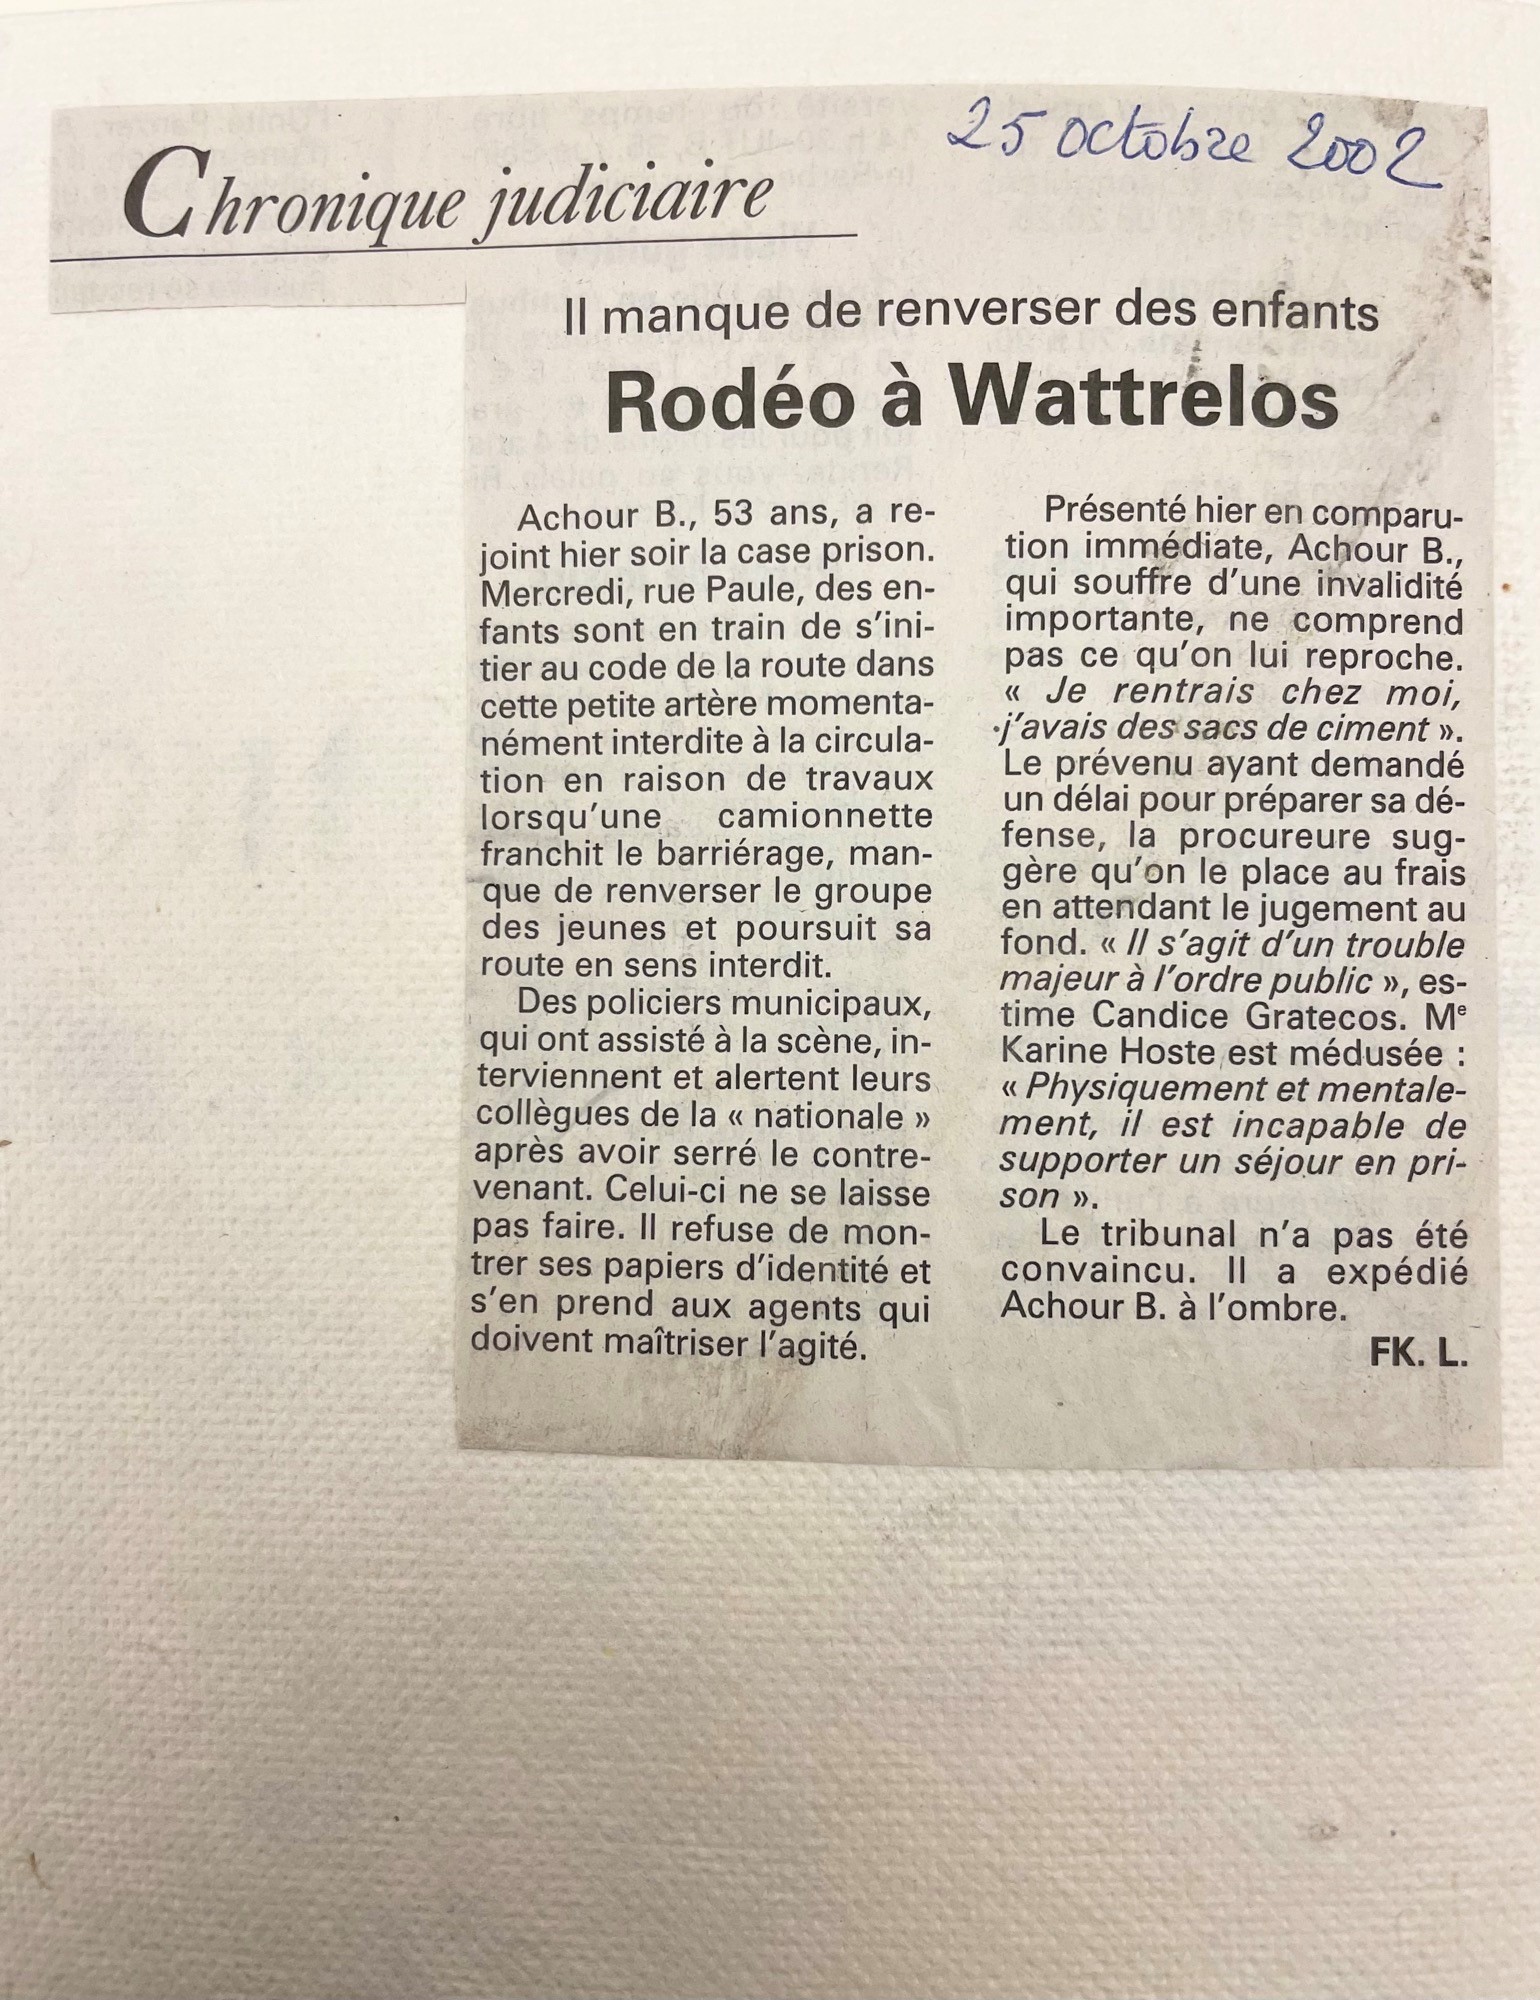 25 octobre 2002
Chronique judiciaire
Il manque de renverser des enfants
Rodéo à Wattrelos
Achour B., 53 ans, a re-
joint hier soir la case prison.
Mercredi, rue Paule, des en-
fants sont en train de s'ini-
tier au code de la route dans
cette petite artère momenta-
nément interdite à la circula-
tion en raison de travaux
lorsqu'une camionnette
franchit le barriérage, man-
que de renverser le groupe
des jeunes et poursuit sa
route en sens interdit.
Des policiers municipaux,
qui ont assisté à la scène, in-
terviennent et alertent leurs
collègues de la « nationale »
après avoir serré le contre-
venant. Celui-ci ne se laisse
pas faire. Il refuse de mon-
trer ses papiers d'identité et
s'en prend aux agents qui
doivent maîtriser l'agité.
Présenté hier en comparu-
tion immédiate, Achour B.,
qui souffre d'une invalidité
importante, ne comprend
pas ce qu'on lui reproche.
« Je rentrais chez moi,
j'avais des sacs de ciment ».
Le prévenu ayant demandé
un délai pour préparer sa dé-
fense, la procureure sug-
gère qu'on le place au frais
en attendant le jugement au
fond. « Il s'agit d'un trouble
majeur à l'ordre public », es-
time Candice Gratecos. Me
Karine Hoste est médusée :
« Physiquement et mentale-
ment, il est incapable de
supporter un séjour en pri-
son ».
Le tribunal n'a pas été
convaincu. Il a expédié
Achour B. à l'ombre.
FK. L.